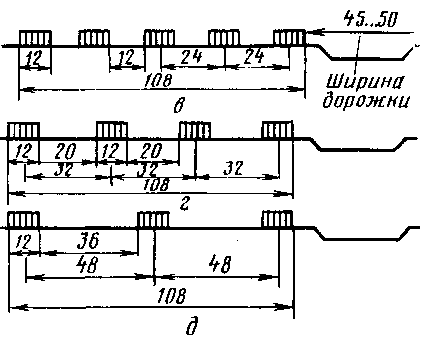 45..50
12 12 24 24
108
Ширина
дорожки
в
12 20 12 20
32 32 32
108
г
12 36
48 48
108
д